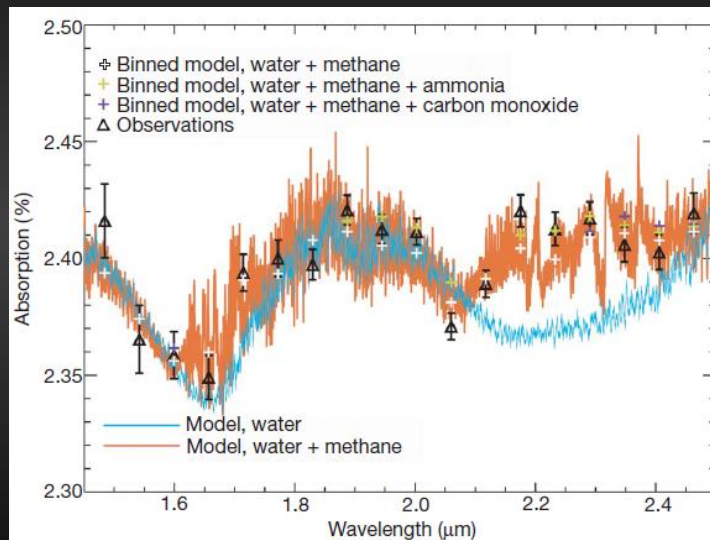 2.50
Binned model, water + methane
Binned model, water + methane + ammonia
Binned model, water + methane + carbon monoxide
Observations
2.45
Absorption (%)
2.40
2.35
Model, water
Model, water + methane
2.30
1.6 1.8 2.0 2.2 2.4
Wavelength (μm)